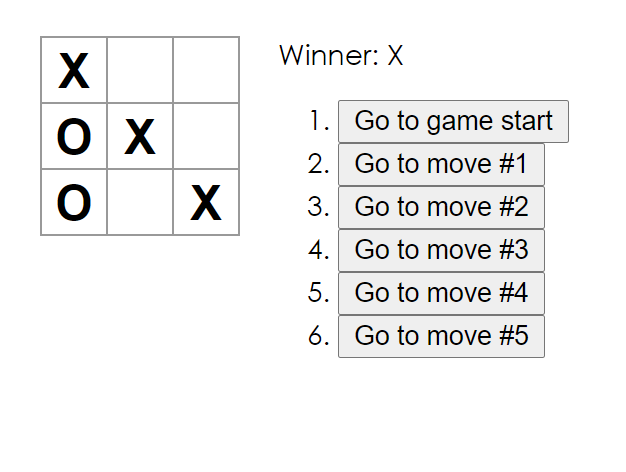 X
O X
O X
Winner: X
1. Go to game start
2. Go to move #1
3. Go to move #2
4. Go to move #3
5. Go to move #4
6. Go to move #5